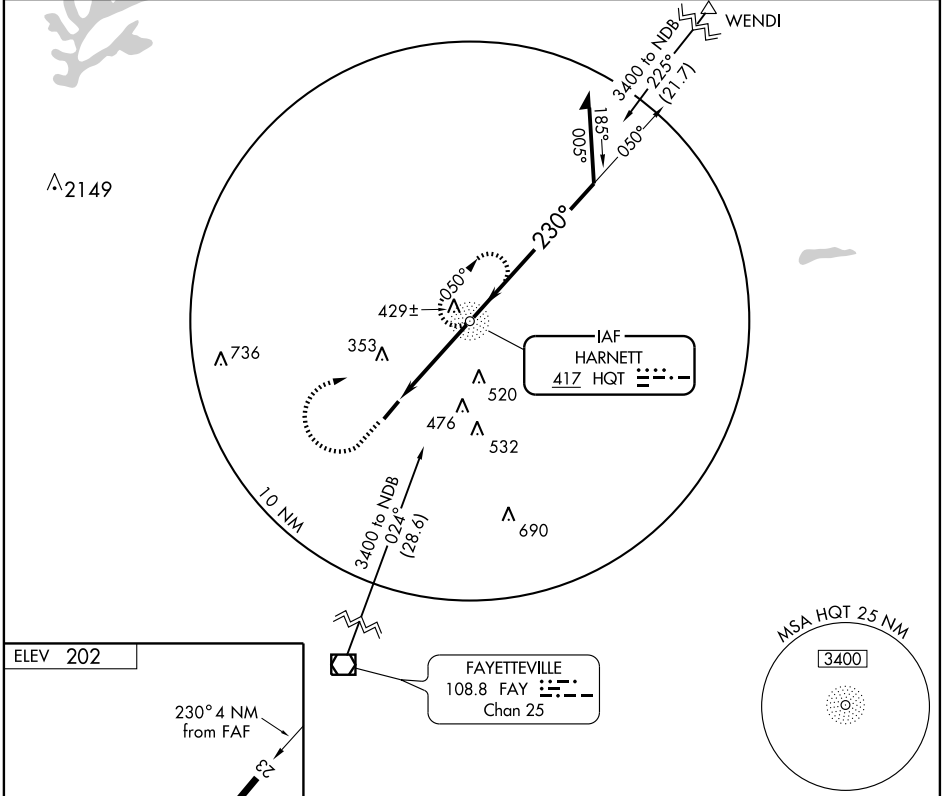 WENDI
3400 to NDB
225°
(21.7)
050°
185°
005°
2149
230°
050°
429±
353
736
IAF
HARNETT
417 HQT
520
476
532
690
10 NM
3400 to NDB
024°
(28.6)
MSA HQT 25 NM
3400
FAYETTEVILLE
108.8 FAY
Chan 25
ELEV 202
230° 4 NM
from FAF
23